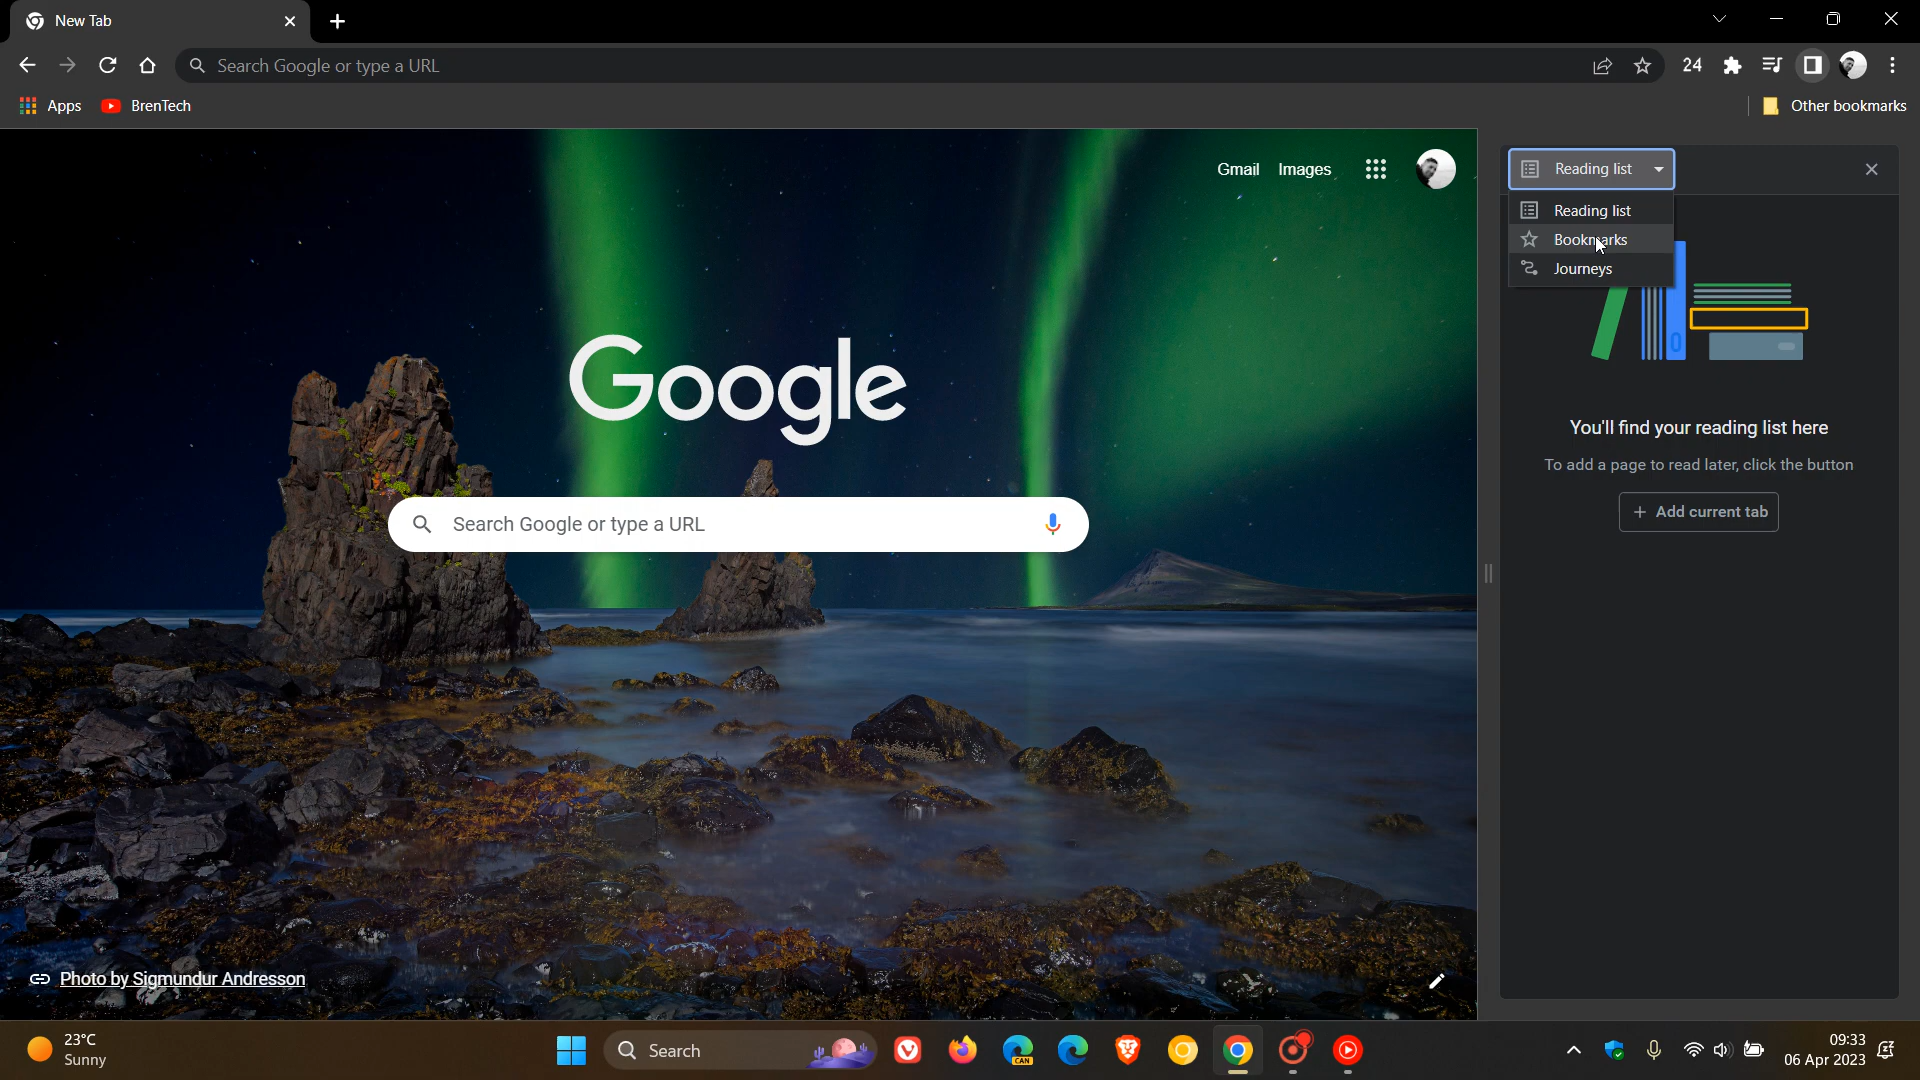 New Tab
Search Google or type a URL
24
Apps
BrenTech
Other bookmarks
Gmail
Images
Reading list
Reading list
Bookmarks
Journeys
Google
Search Google or type a URL
You'll find your reading list here
To add a page to read later, click the button
+ Add current tab
Photo by Sigmundur Andresson
23°C
Sunny
Search
CAN
09:33
06 Apr 2023